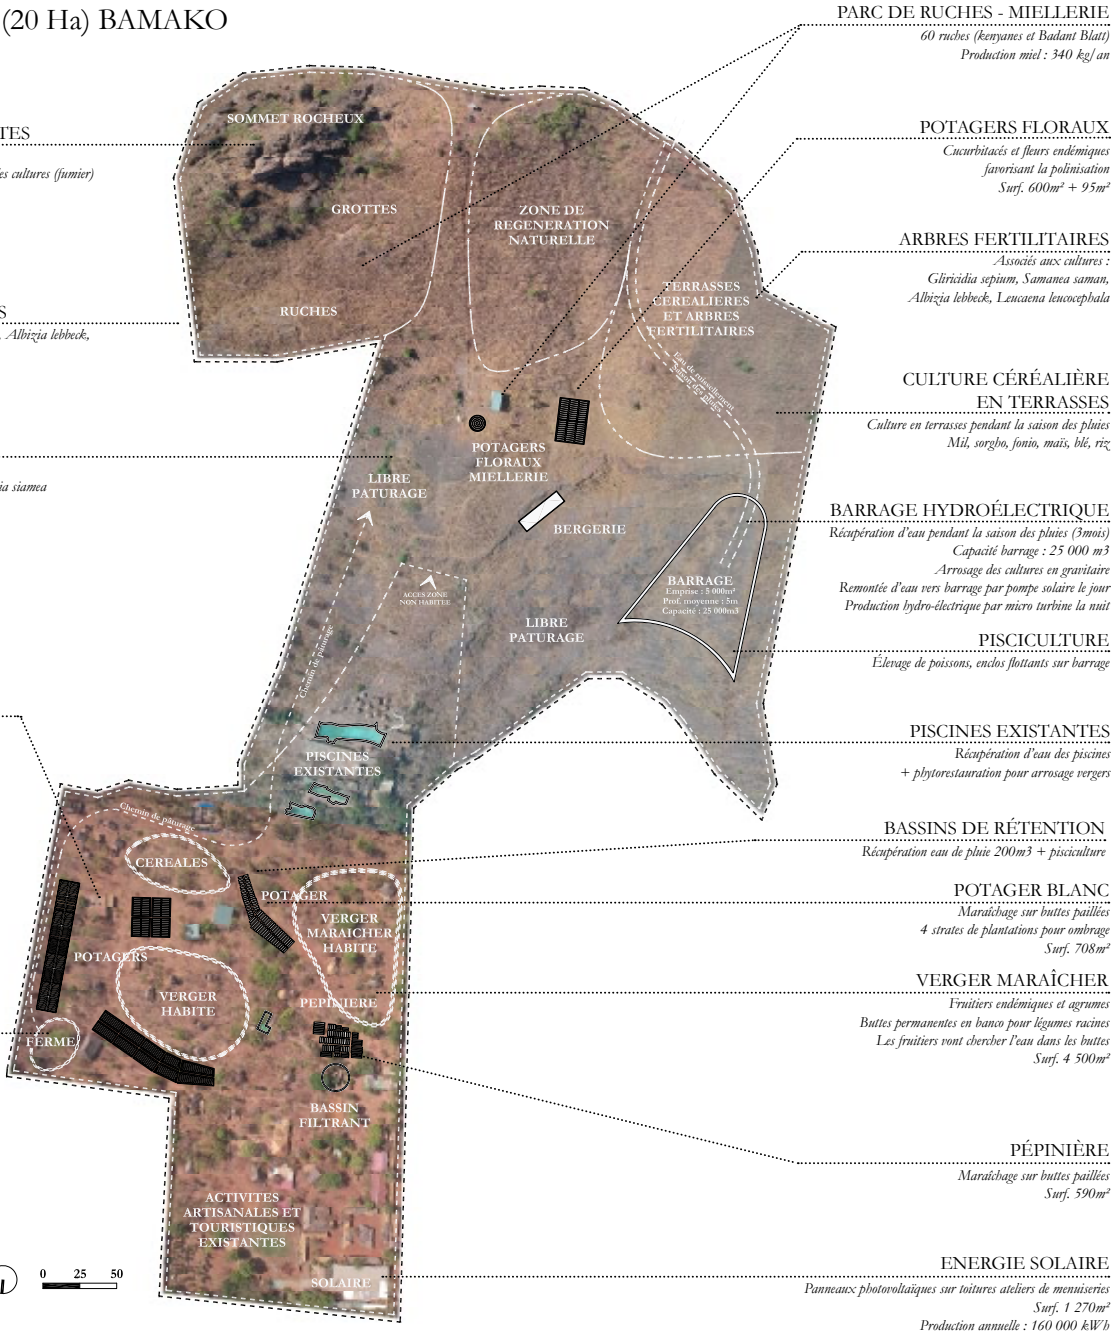 (20 Ha) BAMAKO
PARC DE RUCHES - MIELLERIE
60 ruches (kenyanes et Badant Blatt)
Production miel : 340 kg/an
POTAGERS FLORAUX
Cucurbitacés et fleurs endémiques
favorisant la polinisation
Surf. 600m² + 95m²
ARBRES FERTILITAIRES
Associés aux cultures :
Gliricidia sepium, Samanea saman,
Albizia lebbeck, Leucaena leucocephala
CULTURE CÉRÉALIÈRE
EN TERRASSES
Culture en terrasses pendant la saison des pluies
Mil, sorgho, fonio, maïs, blé, riz
BARRAGE HYDROÉLECTRIQUE
Récupération d'eau pendant la saison des pluies (3mois)
Capacité barrage : 25 000 m3
Arrosage des cultures en gravitaire
Remontée d'eau vers barrage par pompe solaire le jour
Production hydro-électrique par micro turbine la nuit
PISCICULTURE
Élevage de poissons, enclos flottants sur barrage
PISCINES EXISTANTES
Récupération d'eau des piscines
+ phytorestauration pour arrosage vergers
BASSINS DE RÉTENTION
Récupération eau de pluie 200m3 + pisciculture
POTAGER BLANC
Maraîchage sur buttes paillées
4 strates de plantations pour ombrage
Surf. 708m²
VERGER MARAÎCHER
Fruitiers endémiques et agrumes
Buttes permanentes en banco pour légumes racines
Les fruitiers vont chercher l'eau dans les buttes
Surf. 4 500m²
PÉPINIÈRE
Maraîchage sur buttes paillées
Surf. 590m²
ENERGIE SOLAIRE
Panneaux photovoltaïques sur toitures ateliers de menuiseries
Surf. 1 270m²
Production annuelle : 160 000 kWh
TES
es cultures (fumier)
S
, Albizia lebbeck,
ia siamea
SOMMET ROCHEUX
GROTTES
RUCHES
ZONE DE
REGENERATION
NATURELLE
TERRASSES
CEREALIERES
ET ARBRES
FERTILITAIRES
Eau de ruissellement
Saison des pluies
POTAGERS
FLORAUX
MIELLERIE
LIBRE
PATURAGE
BERGERIE
ACCES ZONE
NON HABITEE
BARRAGE
Emprise : 5 000m²
Prof. moyenne : 5m
Capacité : 25 000m3
LIBRE
PATURAGE
Chemin de pâturage
PISCINES
EXISTANTES
Chemin de pâturage
CEREALES
POTAGER
VERGER
MARAICHER
HABITE
POTAGERS
VERGER
HABITE
PEPINIERE
FERME
BASSIN
FILTRANT
ACTIVITES
ARTISANALES ET
TOURISTIQUES
EXISTANTES
SOLAIRE
0 25 50